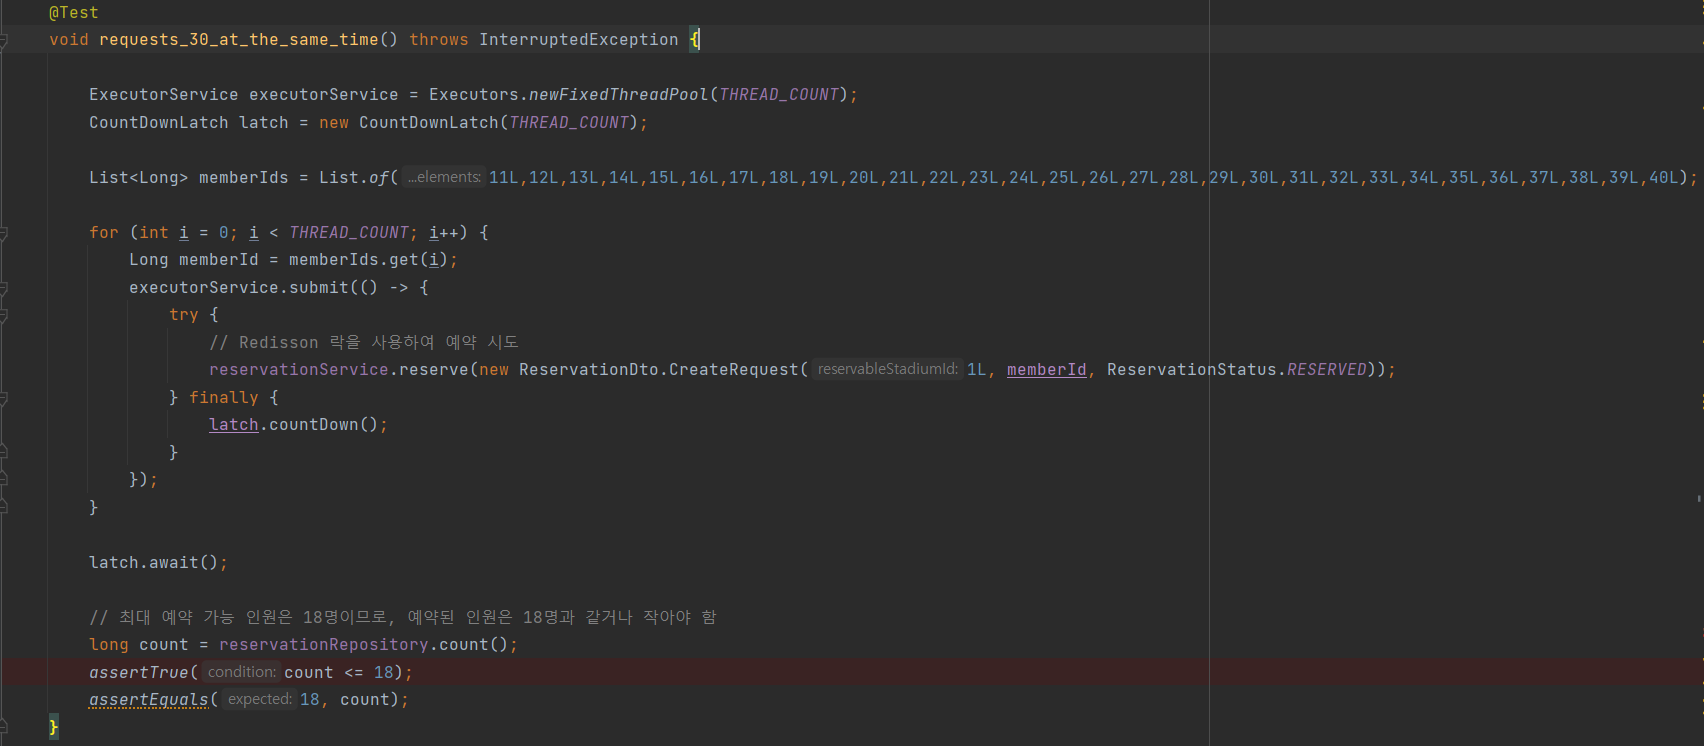 @Test
void requests_30_at_the_same_time() throws InterruptedException {
ExecutorService executorService = Executors.newFixedThreadPool(THREAD_COUNT);
CountDownLatch latch = new CountDownLatch(THREAD_COUNT);
List<Long> memberIds = List.of( ...elements: 11L,12L,13L,14L,15L,16L,17L,18L,19L,20L,21L,22L,23L,24L,25L,26L,27L,28L,29L,30L,31L,32L,33L,34L,35L,36L,37L,38L,39L,40L);
for (int i = 0; i < THREAD_COUNT; i++) {
Long memberId = memberIds.get(i);
executorService.submit(() -> {
try {
// Redisson 락을 사용하여 예약 시도
reservationService.reserve(new ReservationDto.CreateRequest( reservableStadiumId: 1L, memberId, ReservationStatus.RESERVED));
} finally {
latch.countDown();
}
});
}
latch.await();
// 최대 예약 가능 인원은 18명이므로, 예약된 인원은 18명과 같거나 작아야 함
long count = reservationRepository.count();
assertTrue( condition: count <= 18);
assertEquals( expected: 18, count);
}